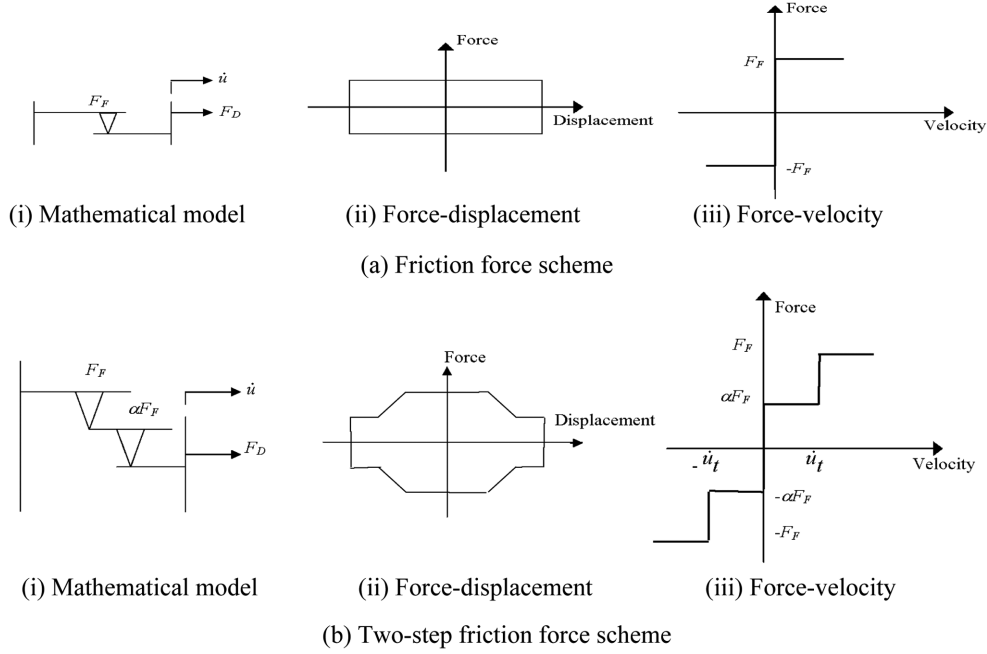 F_F
u̇
F_D
Force
Displacement
Force
F_F
Velocity
-F_F
(i) Mathematical model
(ii) Force-displacement
(iii) Force-velocity
(a) Friction force scheme
F_F
αF_F
u̇
F_D
Force
Displacement
Force
F_F
αF_F
- u̇_t
u̇_t
Velocity
-αF_F
-F_F
(i) Mathematical model
(ii) Force-displacement
(iii) Force-velocity
(b) Two-step friction force scheme